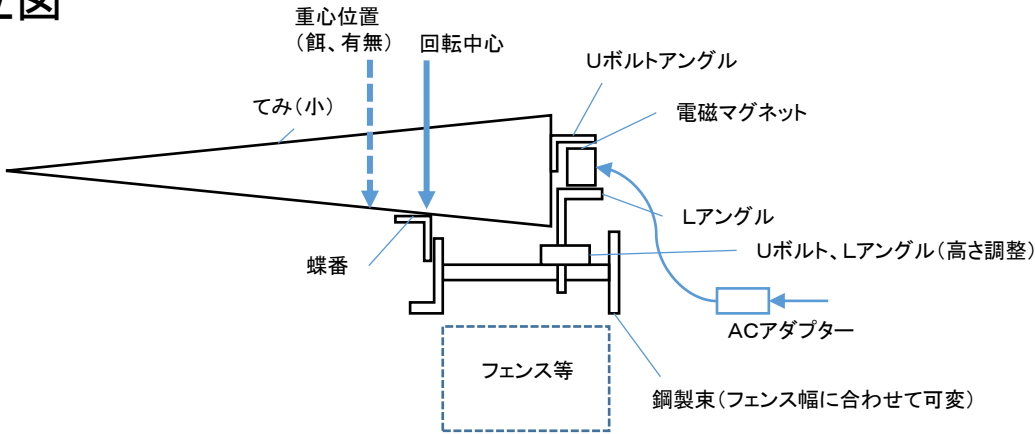 重心位置
(餌、有無)
回転中心
Uボルトアングル
電磁マグネット
てみ(小)
Lアングル
Uボルト、Lアングル(高さ調整)
蝶番
ACアダプター
フェンス等
鋼製束(フェンス幅に合わせて可変)